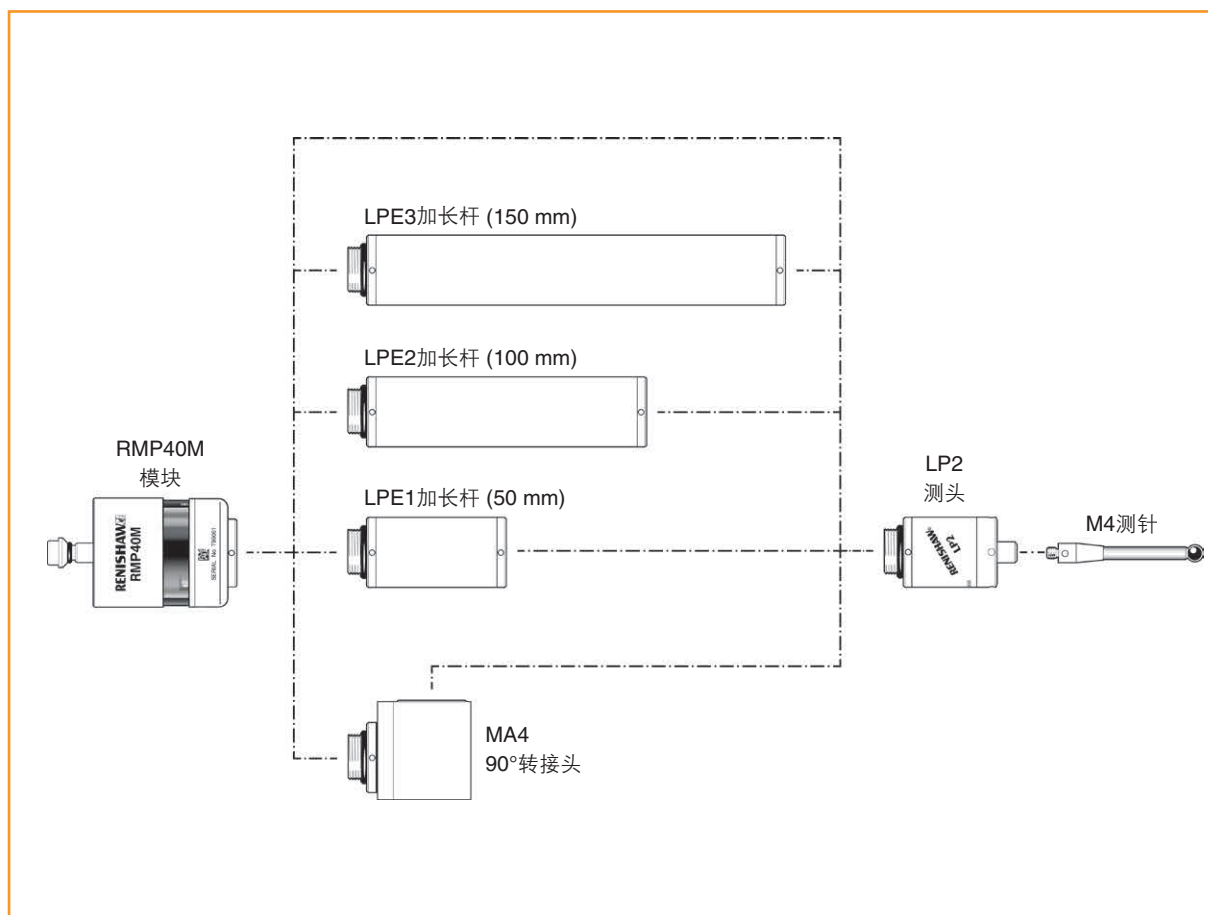 LPE3加长杆 (150 mm)
LPE2加长杆 (100 mm)
RMP40M
模块
LPE1加长杆 (50 mm)
LP2
测头
M4测针
RENISHAW
RMP40M
RENISHAW
LP2
MA4
90°转接头